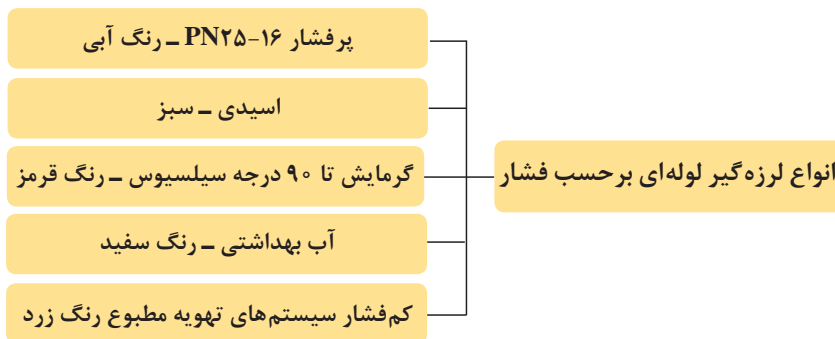 انواع لرزه‌گیر لوله‌ای برحسب فشار
پرفشار ۱۶-PN۲۵ ـ رنگ آبی
اسیدی ـ سبز
گرمایش تا ۹۰ درجه سیلسیوس ـ رنگ قرمز
آب بهداشتی ـ رنگ سفید
کم‌فشار سیستم‌های تهویه مطبوع رنگ زرد